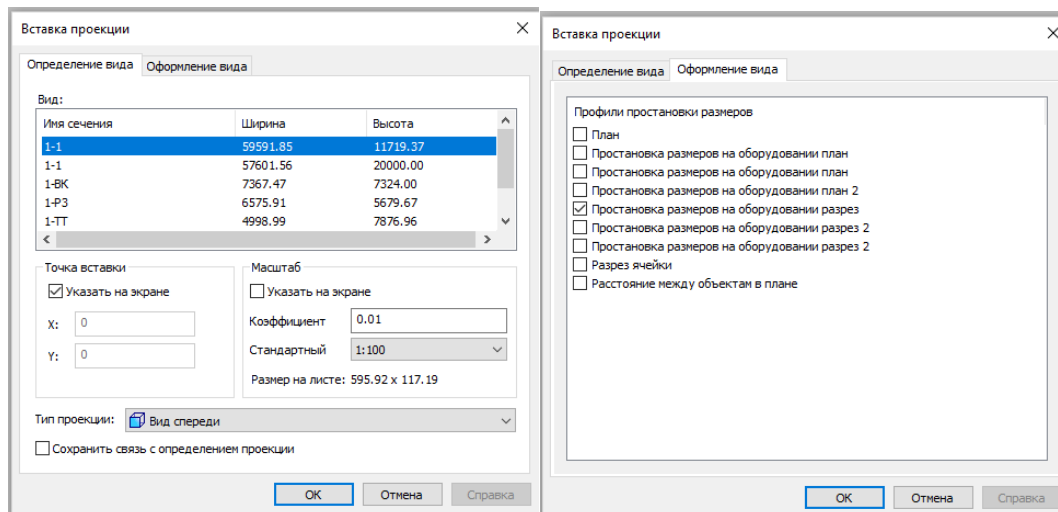 Вставка проекции
Определение вида Оформление вида
Вид:
Имя сечения Ширина Высота
1-1 59591.85 11719.37
1-1 57601.56 20000.00
1-ВК 7367.47 7324.00
1-РЗ 6575.91 5679.67
1-ТТ 4998.99 7876.96
Точка вставки
Указать на экране
X: 0
Y: 0
Масштаб
Указать на экране
Коэффициент 0.01
Стандартный 1:100
Размер на листе: 595.92 x 117.19
Тип проекции: Вид спереди
Сохранить связь с определением проекции
ОК Отмена Справка
Вставка проекции
Определение вида Оформление вида
Профили простановки размеров
План
Простановка размеров на оборудовании план
Простановка размеров на оборудовании план
Простановка размеров на оборудовании план 2
Простановка размеров на оборудовании разрез
Простановка размеров на оборудовании разрез 2
Простановка размеров на оборудовании разрез 2
Разрез ячейки
Расстояние между объектам в плане
ОК Отмена Справка